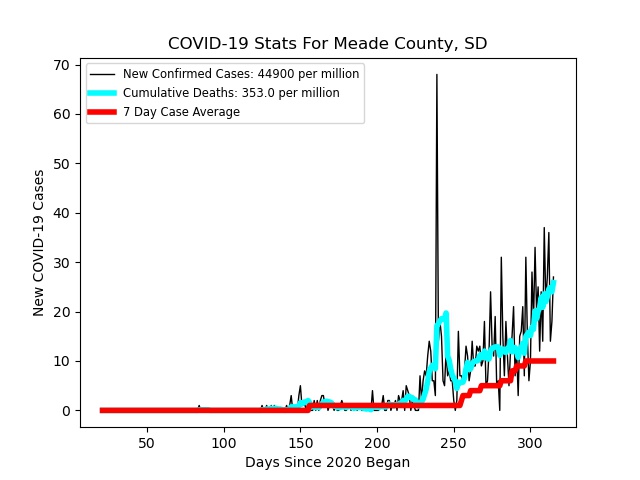 COVID-19 Stats For Meade County, SD
New Confirmed Cases: 44900 per million
Cumulative Deaths: 353.0 per million
7 Day Case Average
New COVID-19 Cases
70
60
50
40
30
20
10
0
50 100 150 200 250 300
Days Since 2020 Began